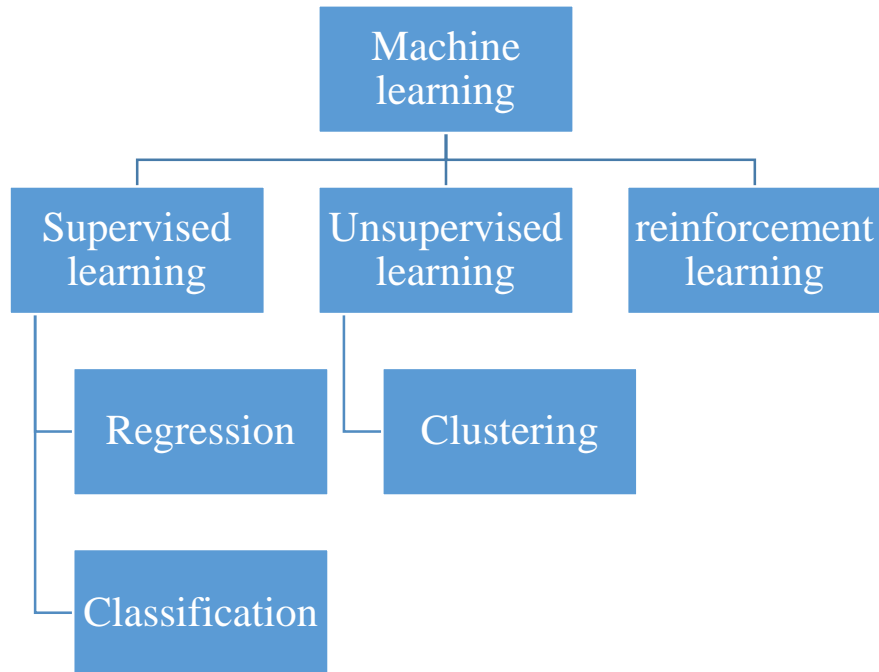 Machine
learning
Supervised
learning
Unsupervised
learning
reinforcement
learning
Regression
Clustering
Classification